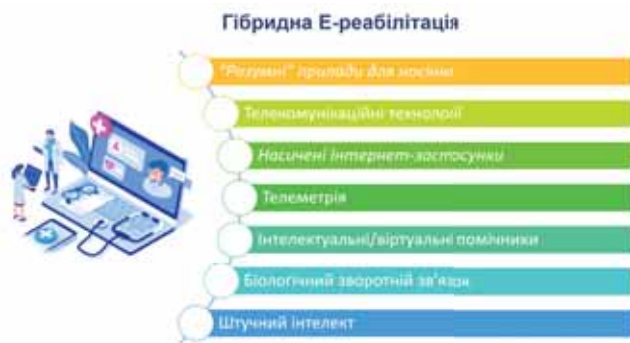 Гібридна Е-реабілітація
"Розумні" прилади для носіння
Телекомунікаційні технології
Насичені інтернет-застосунки
Телеметрія
Інтелектуальні/віртуальні помічники
Біологічний зворотній зв'язок
Штучний інтелект